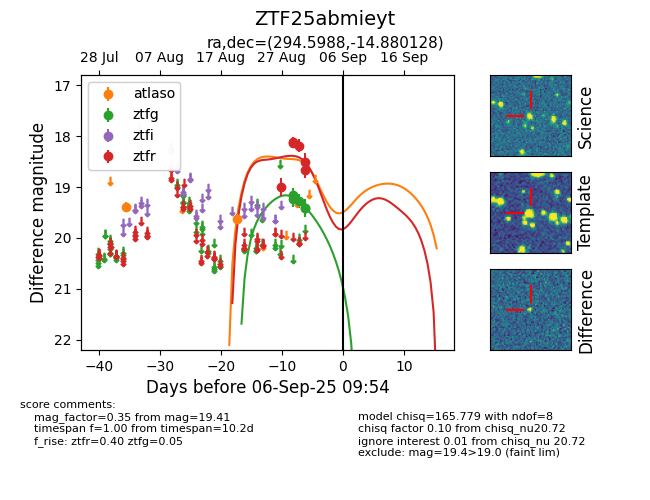 ZTF25abmieyt
ra,dec=(294.5988,-14.880128)
28 Jul 07 Aug 17 Aug 27 Aug 06 Sep 16 Sep
17
18
19
20
21
22
Difference magnitude
atlaso
ztfg
ztfi
ztfr
−40 −30 −20 −10 0 10
Days before 06-Sep-25 09:54
Science
Template
Difference
score comments:
mag_factor=0.35 from mag=19.41
timespan f=1.00 from timespan=10.2d
f_rise: ztfr=0.40 ztfg=0.05
model chisq=165.779 with ndof=8
chisq factor 0.10 from chisq_nu20.72
ignore interest 0.01 from chisq_nu 20.72
exclude: mag=19.4>19.0 (faint lim)